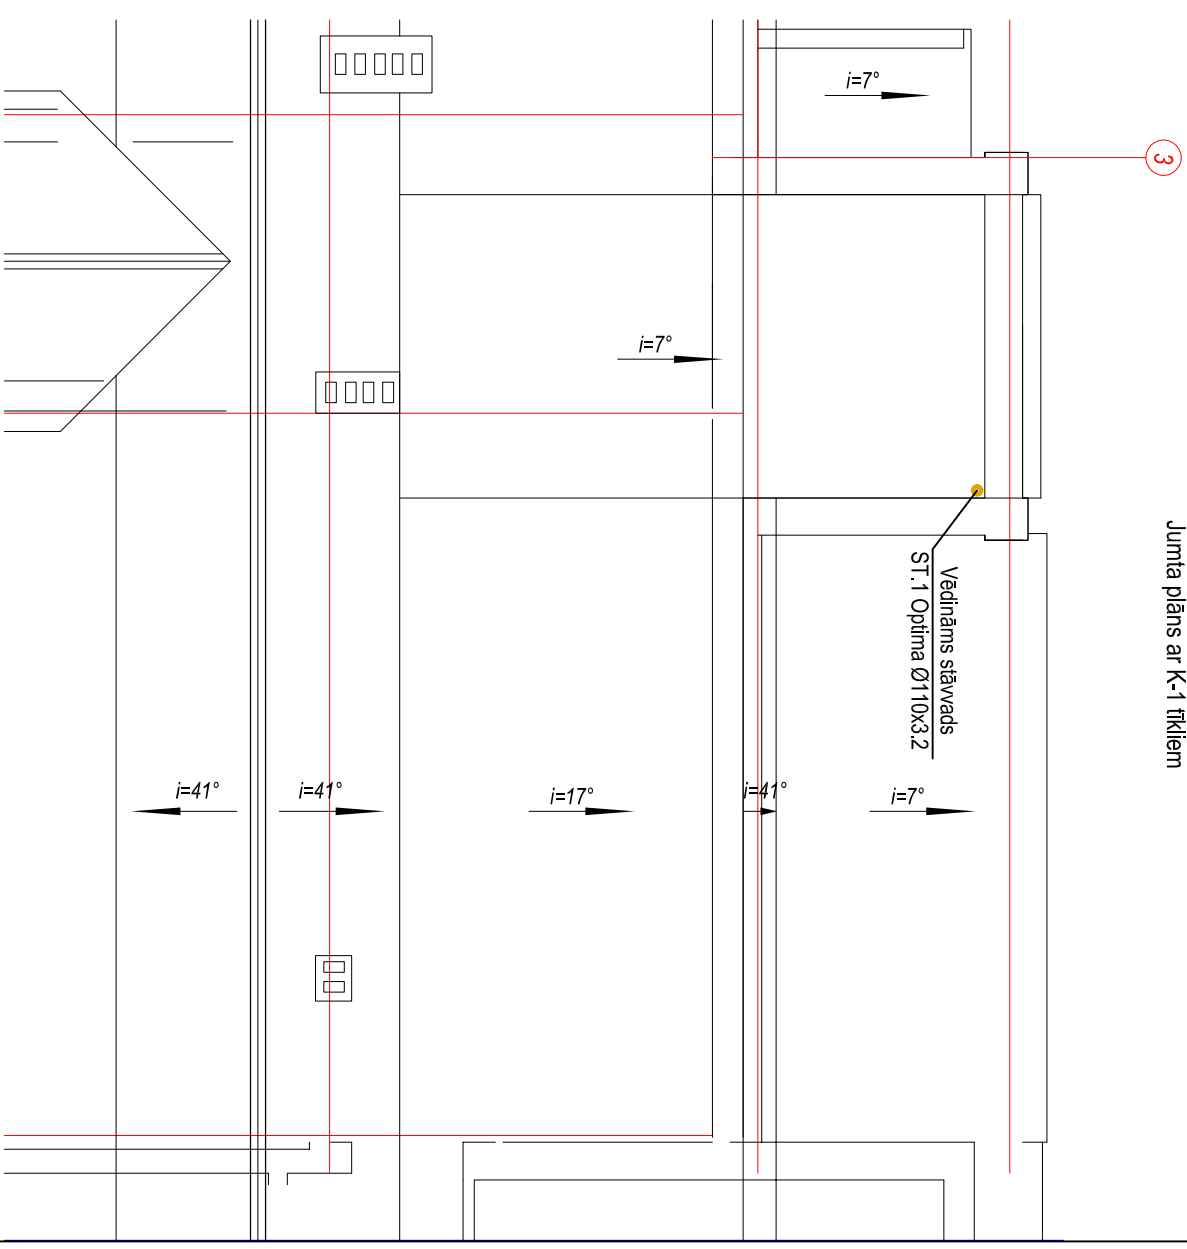 Jumta plāns ar K-1 tīkliem
3
i=7°
i=7°
Vēdināms stāvvads
ST.1 Optima Ø110x3.2
i=41°
i=41°
i=17°
i=41°
i=7°